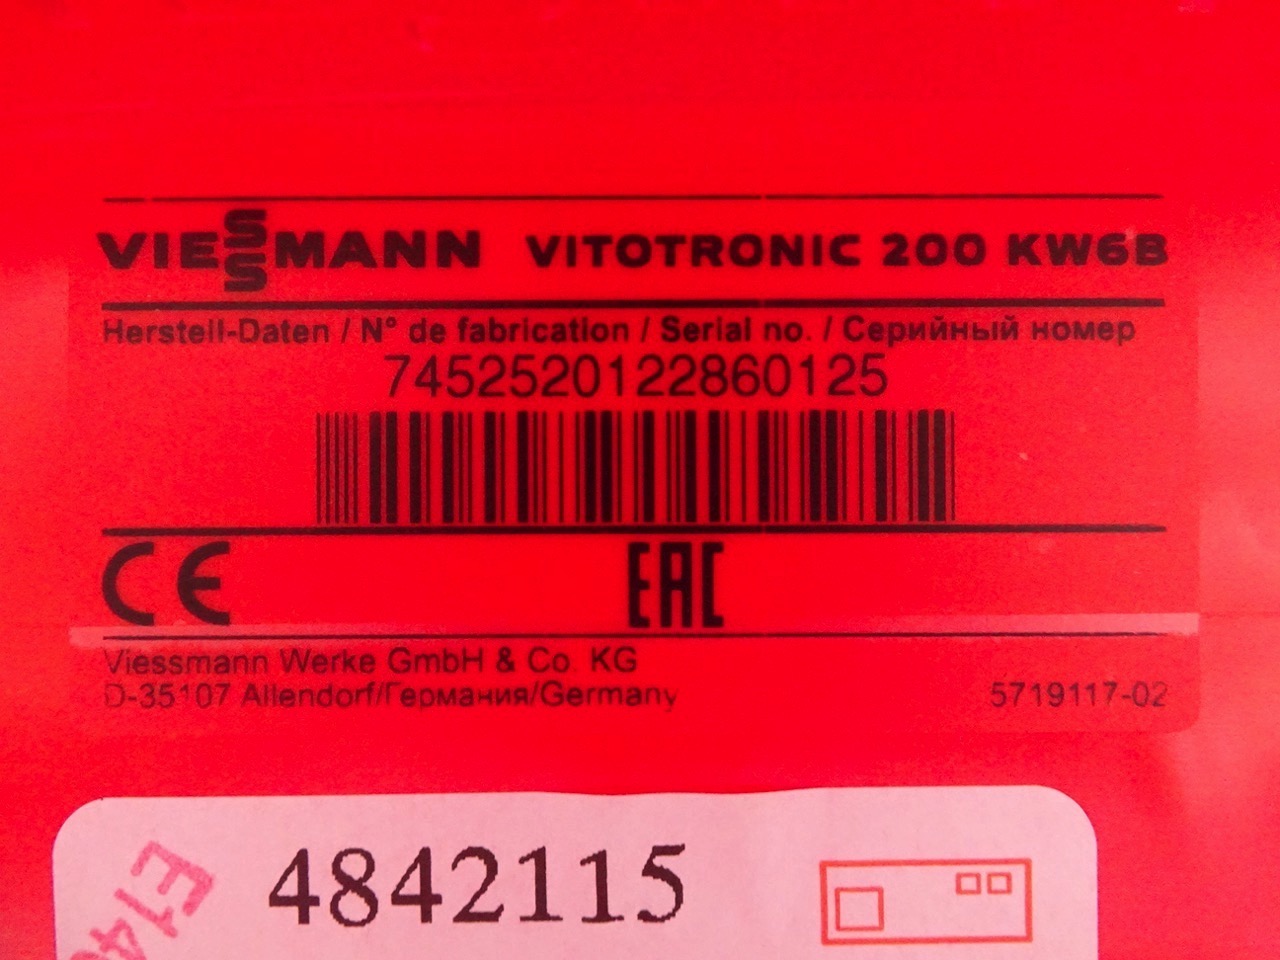 VIESSMANN VITOTRONIC 200 KW6B
Herstell-Daten / N° de fabrication / Serial no. / Серийный номер
7452520122860125
CE EAC
Viessmann Werke GmbH & Co KG
D-35107 Allendorf/Германия/Germany 5719117-02
4842115